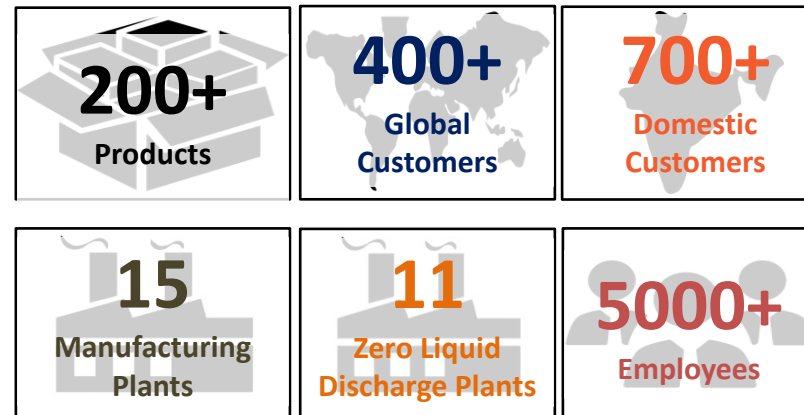 200+
Products
400+
Global
Customers
700+
Domestic
Customers
15
Manufacturing
Plants
11
Zero Liquid
Discharge Plants
5000+
Employees